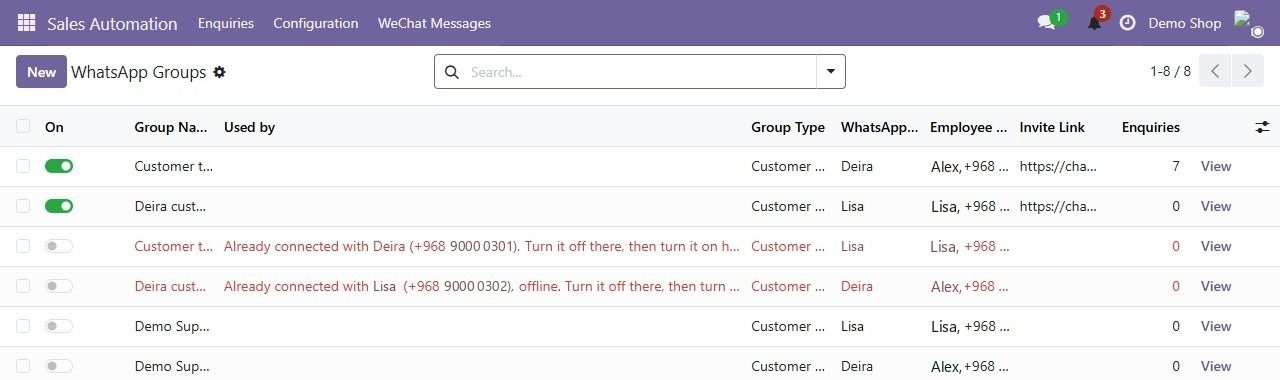 Sales Automation Enquiries Configuration WeChat Messages 1 3 Demo Shop
New WhatsApp Groups Search... 1-8 / 8
On Group Na... Used by Group Type WhatsApp... Employee ... Invite Link Enquiries
Customer t... Customer ... Deira Alex,+968 ... https://cha... 7 View
Deira cust... Customer ... Lisa Lisa, +968 ... https://cha... 0 View
Customer t... Already connected with Deira (+968 90000301). Turn it off there, then turn it on h... Customer ... Lisa Lisa, +968 ... 0 View
Deira cust... Already connected with Lisa (+968 90000302), offline. Turn it off there, then turn ... Customer ... Deira Alex,+968 ... 0 View
Demo Sup... Customer ... Lisa Lisa, +968 ... 0 View
Demo Sup... Customer ... Deira Alex,+968 ... 0 View